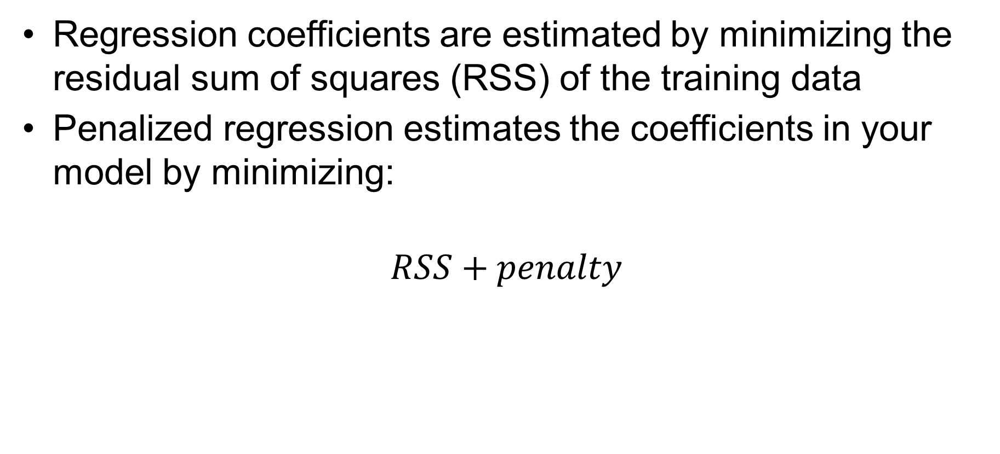 • Regression coefficients are estimated by minimizing the
residual sum of squares (RSS) of the training data
• Penalized regression estimates the coefficients in your
model by minimizing:
RSS + penalty